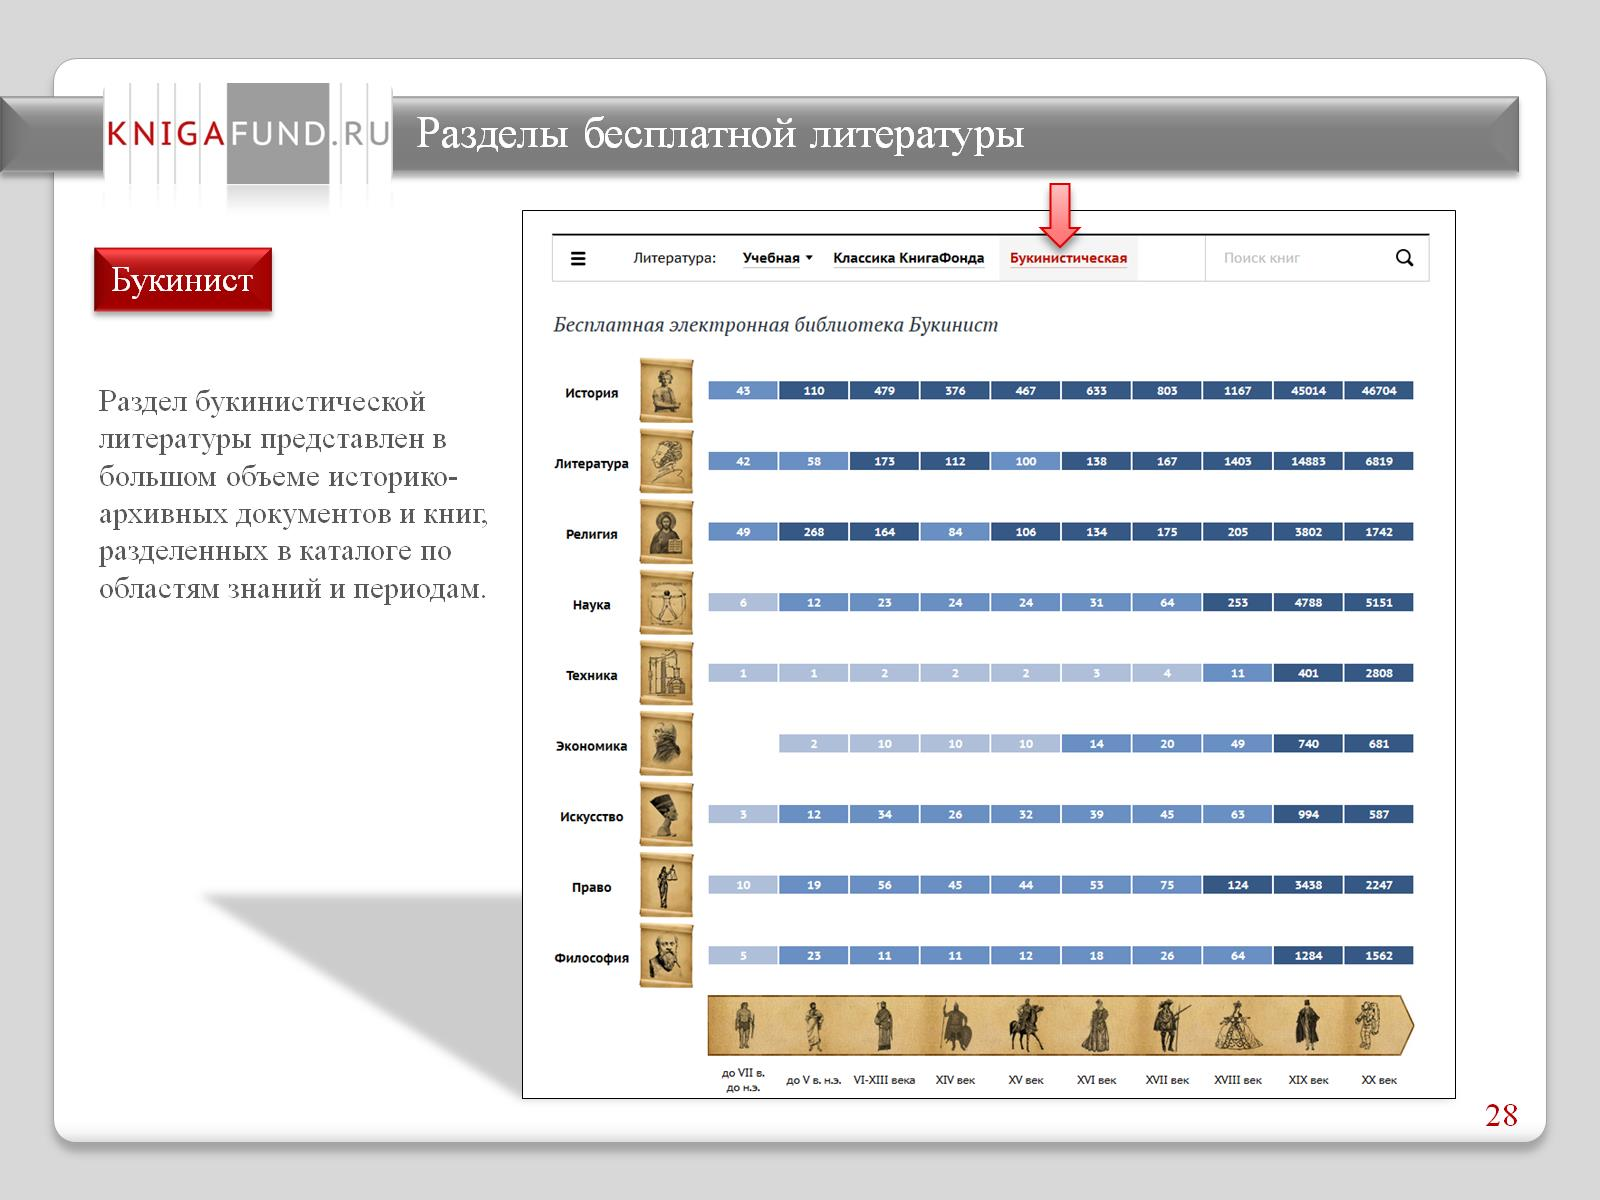 KNIGAFUND.RU
Разделы бесплатной литературы
Букинист
Раздел букинистической
литературы представлен в
большом объеме историко-
архивных документов и книг,
разделенных в каталоге по
областям знаний и периодам.
Литература: Учебная Классика КнигаФонда Букинистическая Поиск книг
Бесплатная электронная библиотека Букинист
История 43 110 479 376 467 633 803 1167 45014 46704
Литература 42 58 173 112 100 138 167 1403 14883 6819
Религия 49 268 164 84 106 134 175 205 3802 1742
Наука 6 12 23 24 24 31 64 253 4788 5151
Техника 1 1 2 2 2 3 4 11 401 2808
Экономика 2 10 10 10 14 20 49 740 681
Искусство 3 12 34 26 32 39 45 63 994 587
Право 10 19 56 45 44 53 75 124 3438 2247
Философия 5 23 11 11 12 18 26 64 1284 1562
до VII в. до н.э. до V в. н.э. VI-XIII века XIV век XV век XVI век XVII век XVIII век XIX век XX век
28